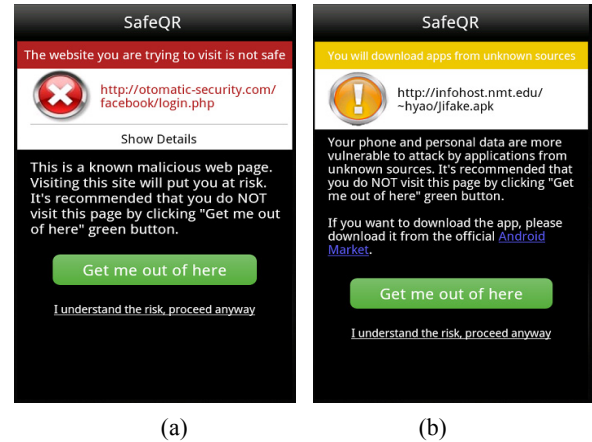 SafeQR
The website you are trying to visit is not safe
http://otomatic-security.com/
facebook/login.php
Show Details
This is a known malicious web page.
Visiting this site will put you at risk.
It's recommended that you do NOT
visit this page by clicking "Get me out
of here" green button.
Get me out of here
I understand the risk, proceed anyway
(a)
SafeQR
You will download apps from unknown sources
http://infohost.nmt.edu/
~hyao/Jifake.apk
Your phone and personal data are more
vulnerable to attack by applications from
unknown sources. It's recommended that
you do NOT visit this page by clicking "Get
me out of here" green button.
If you want to download the app, please
download it from the official Android
Market.
Get me out of here
I understand the risk, proceed anyway
(b)